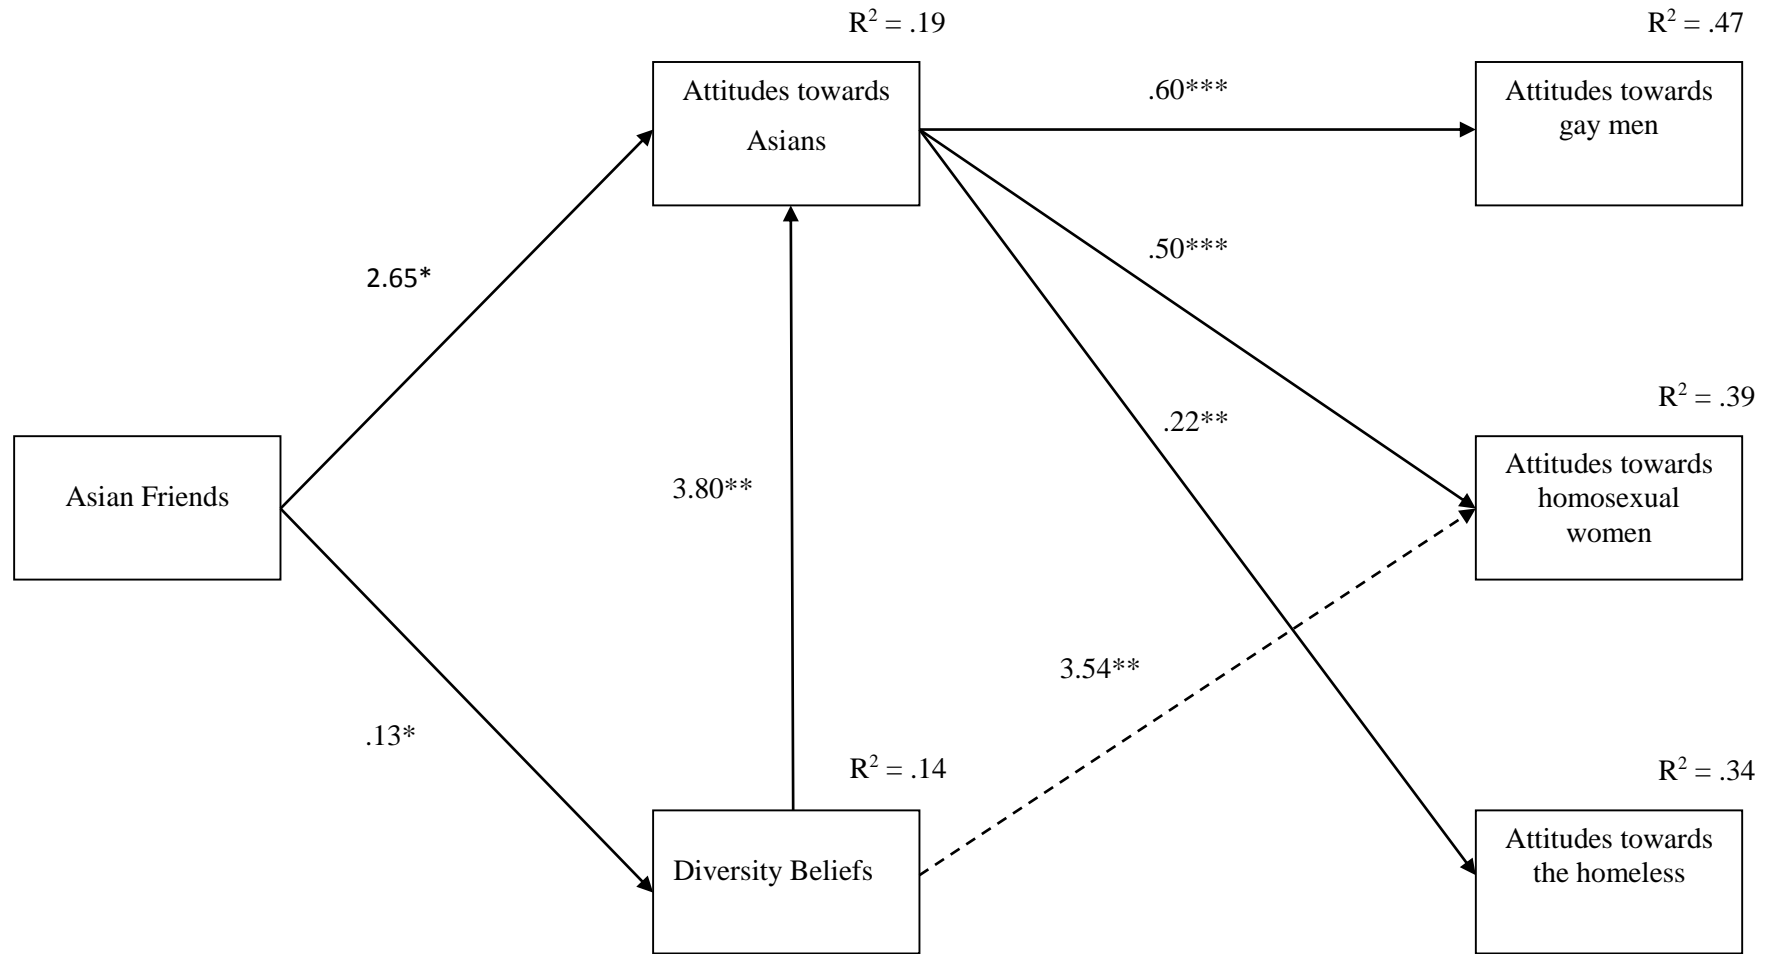 R² = .19
R² = .47
Attitudes towards
Asians
.60***
Attitudes towards
gay men
.50***
2.65*
R² = .39
.22**
Asian Friends
3.80**
Attitudes towards
homosexual
women
3.54**
.13*
R² = .14
R² = .34
Diversity Beliefs
Attitudes towards
the homeless